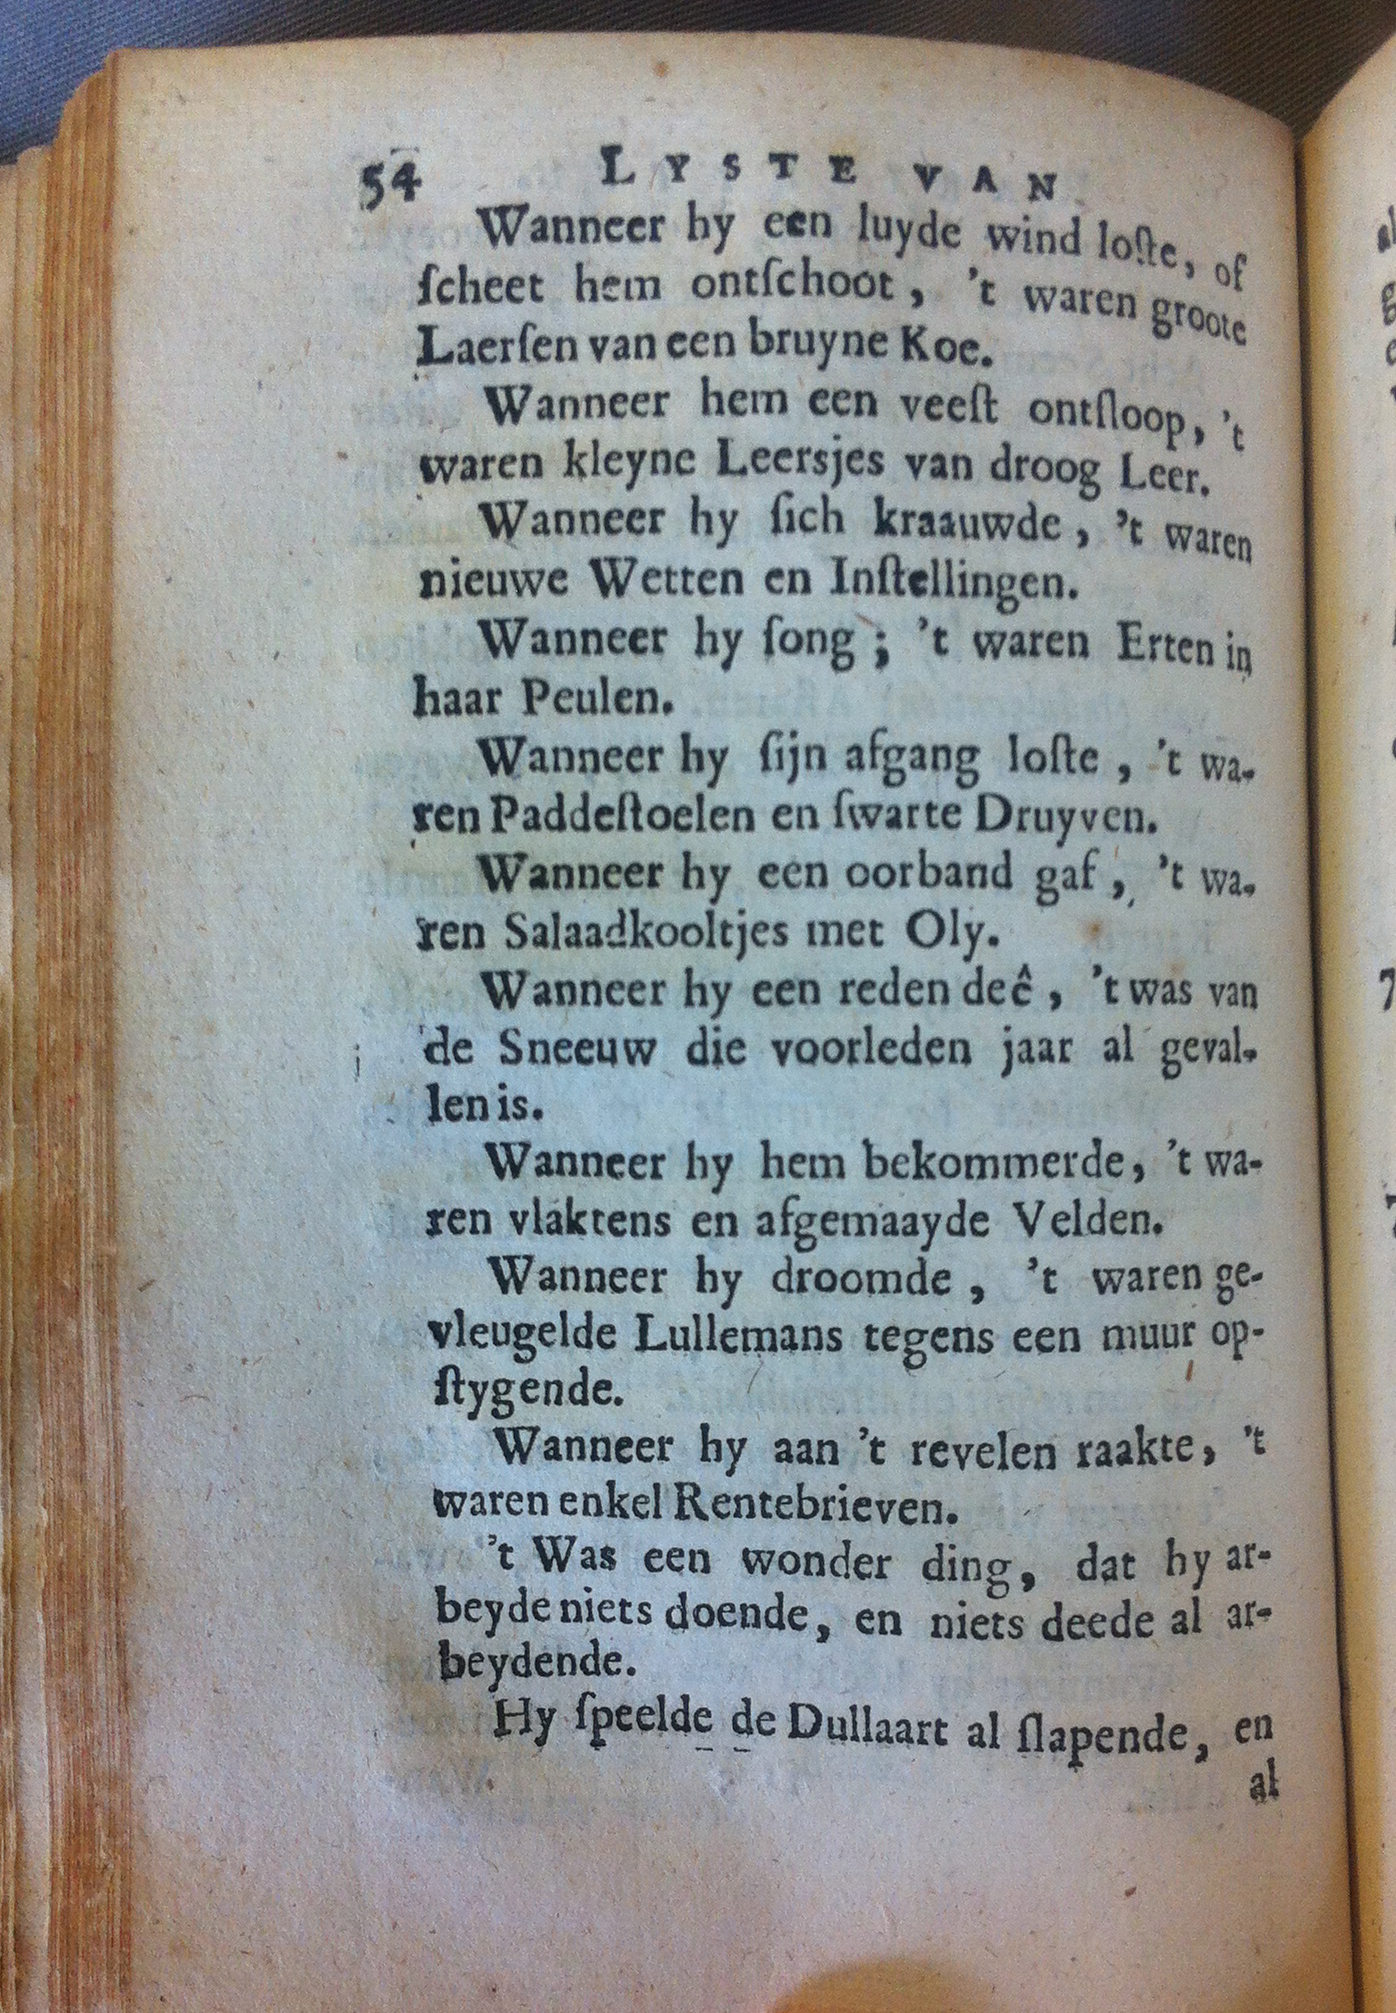 54 LYSTE VAN
Wanneer hy een luyde wind loſte, of
ſcheet hem ontſchoot, 't waren groote
Laerſen van een bruyne Koe.
Wanneer hem een veeſt ontſloop, 't
waren kleyne Leersjes van droog Leer.
Wanneer hy ſich kraauwde, 't waren
nieuwe Wetten en Inſtellingen.
Wanneer hy ſong; 't waren Erten in
haar Peulen.
Wanneer hy ſijn afgang loſte, 't wa-
ren Paddeſtoelen en ſwarte Druyven.
Wanneer hy een oorband gaf, 't wa-
ren Salaadkooltjes met Oly.
Wanneer hy een reden deê, 't was van
de Sneeuw die voorleden jaar al geval-
len is.
Wanneer hy hem bekommerde, 't wa-
ren vlaktens en afgemaayde Velden.
Wanneer hy droomde, 't waren ge-
vleugelde Lullemans tegens een muur op-
ſtygende.
Wanneer hy aan 't revelen raakte, 't
waren enkel Rentebrieven.
't Was een wonder ding, dat hy ar-
beyde niets doende, en niets deede al ar-
beydende.
Hy ſpeelde de Dullaart al ſlapende, en
al